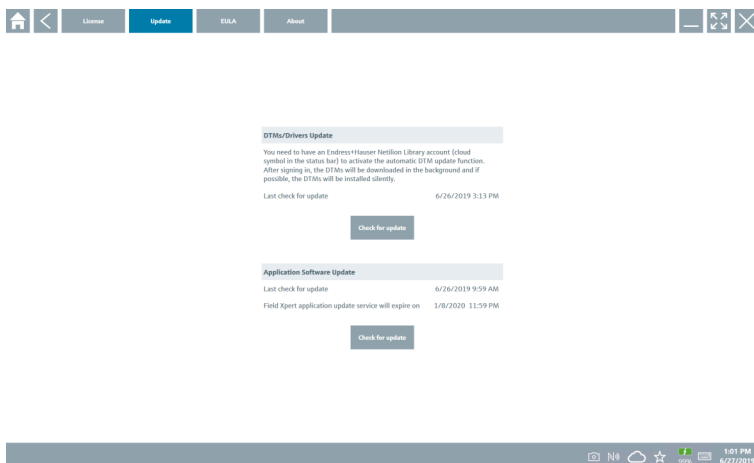 License Update EULA About
DTMs/Drivers Update
You need to have an Endress+Hauser Netilion Library account (cloud
symbol in the status bar) to activate the automatic DTM update function.
After signing in, the DTMs will be downloaded in the background and if
possible, the DTMs will be installed silently.
Last check for update 6/26/2019 3:13 PM
Check for update
Application Software Update
Last check for update 6/26/2019 9:59 AM
Field Xpert application update service will expire on 1/8/2020 11:59 PM
Check for update
1:01 PM
99% 6/27/2019